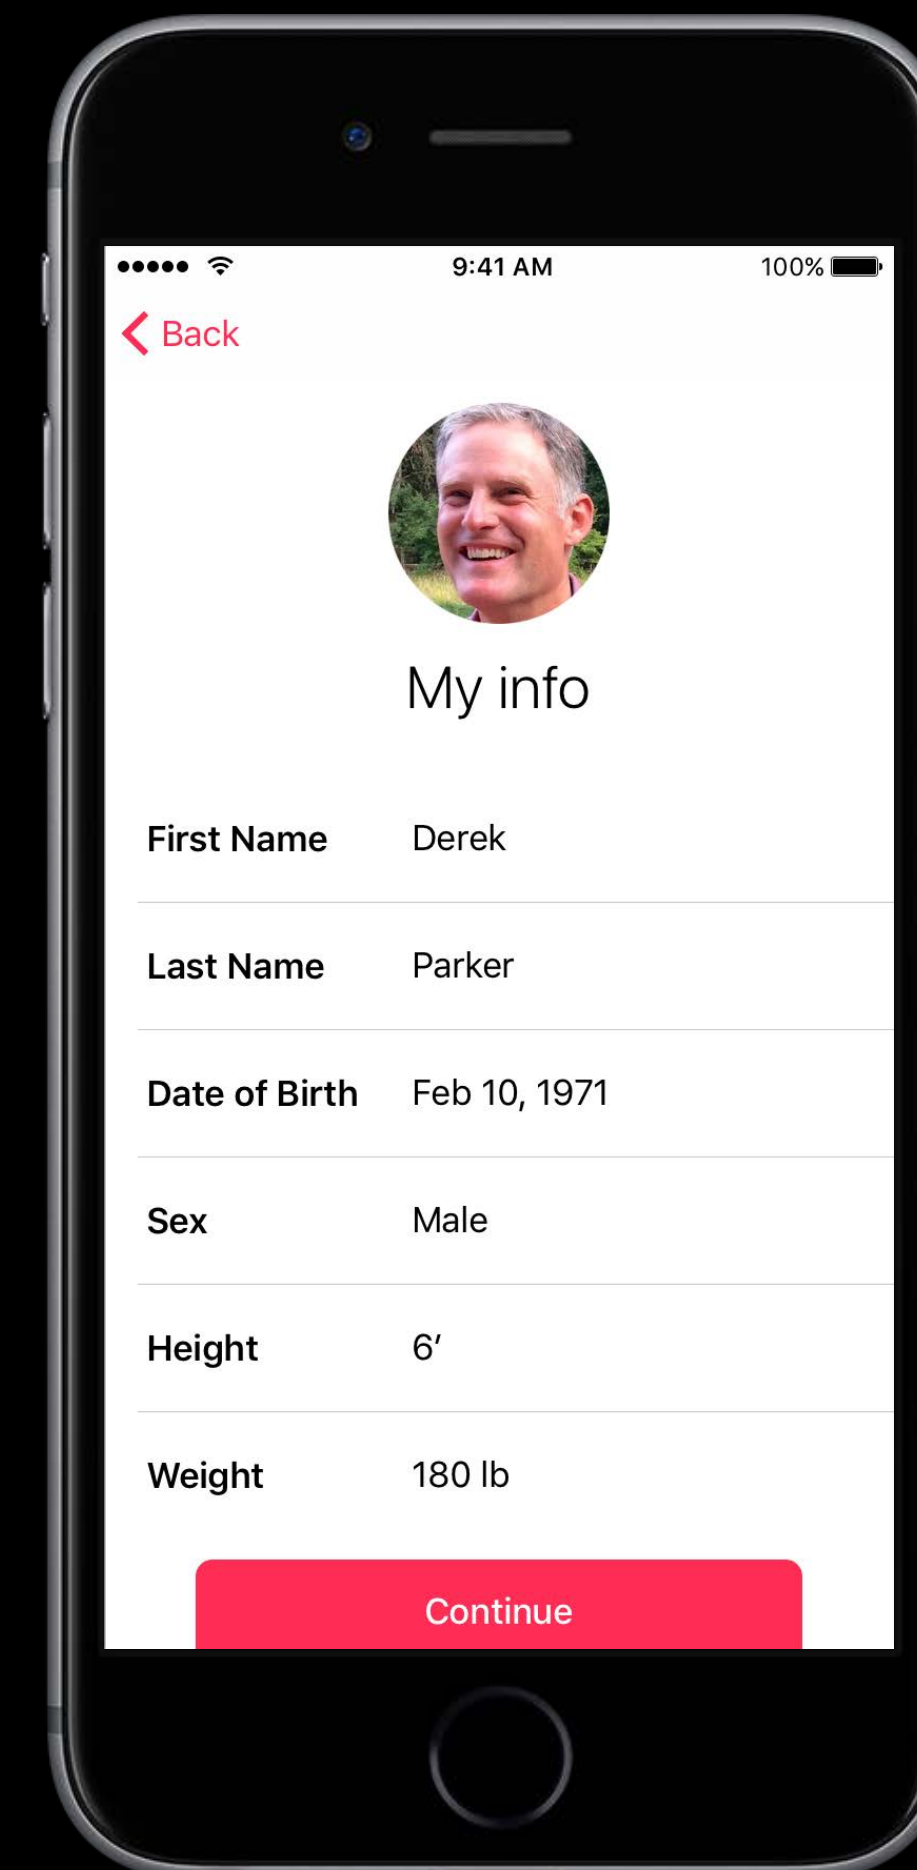 9:41 AM 100%
Back
My info
First Name Derek
Last Name Parker
Date of Birth Feb 10, 1971
Sex Male
Height 6′
Weight 180 lb
Continue